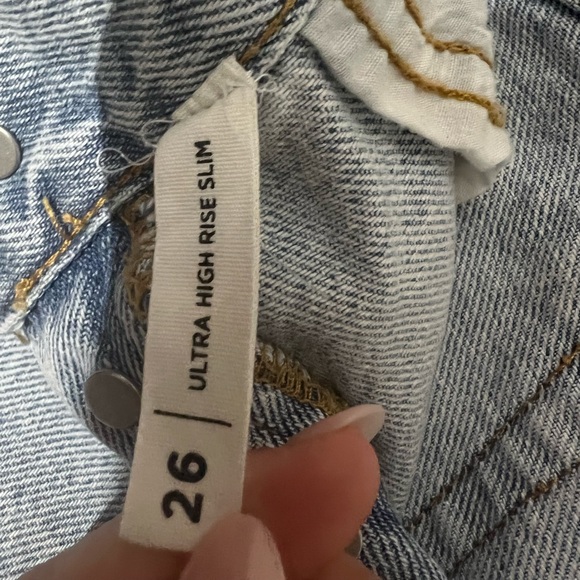 26 | ULTRA HIGH RISE SLIM